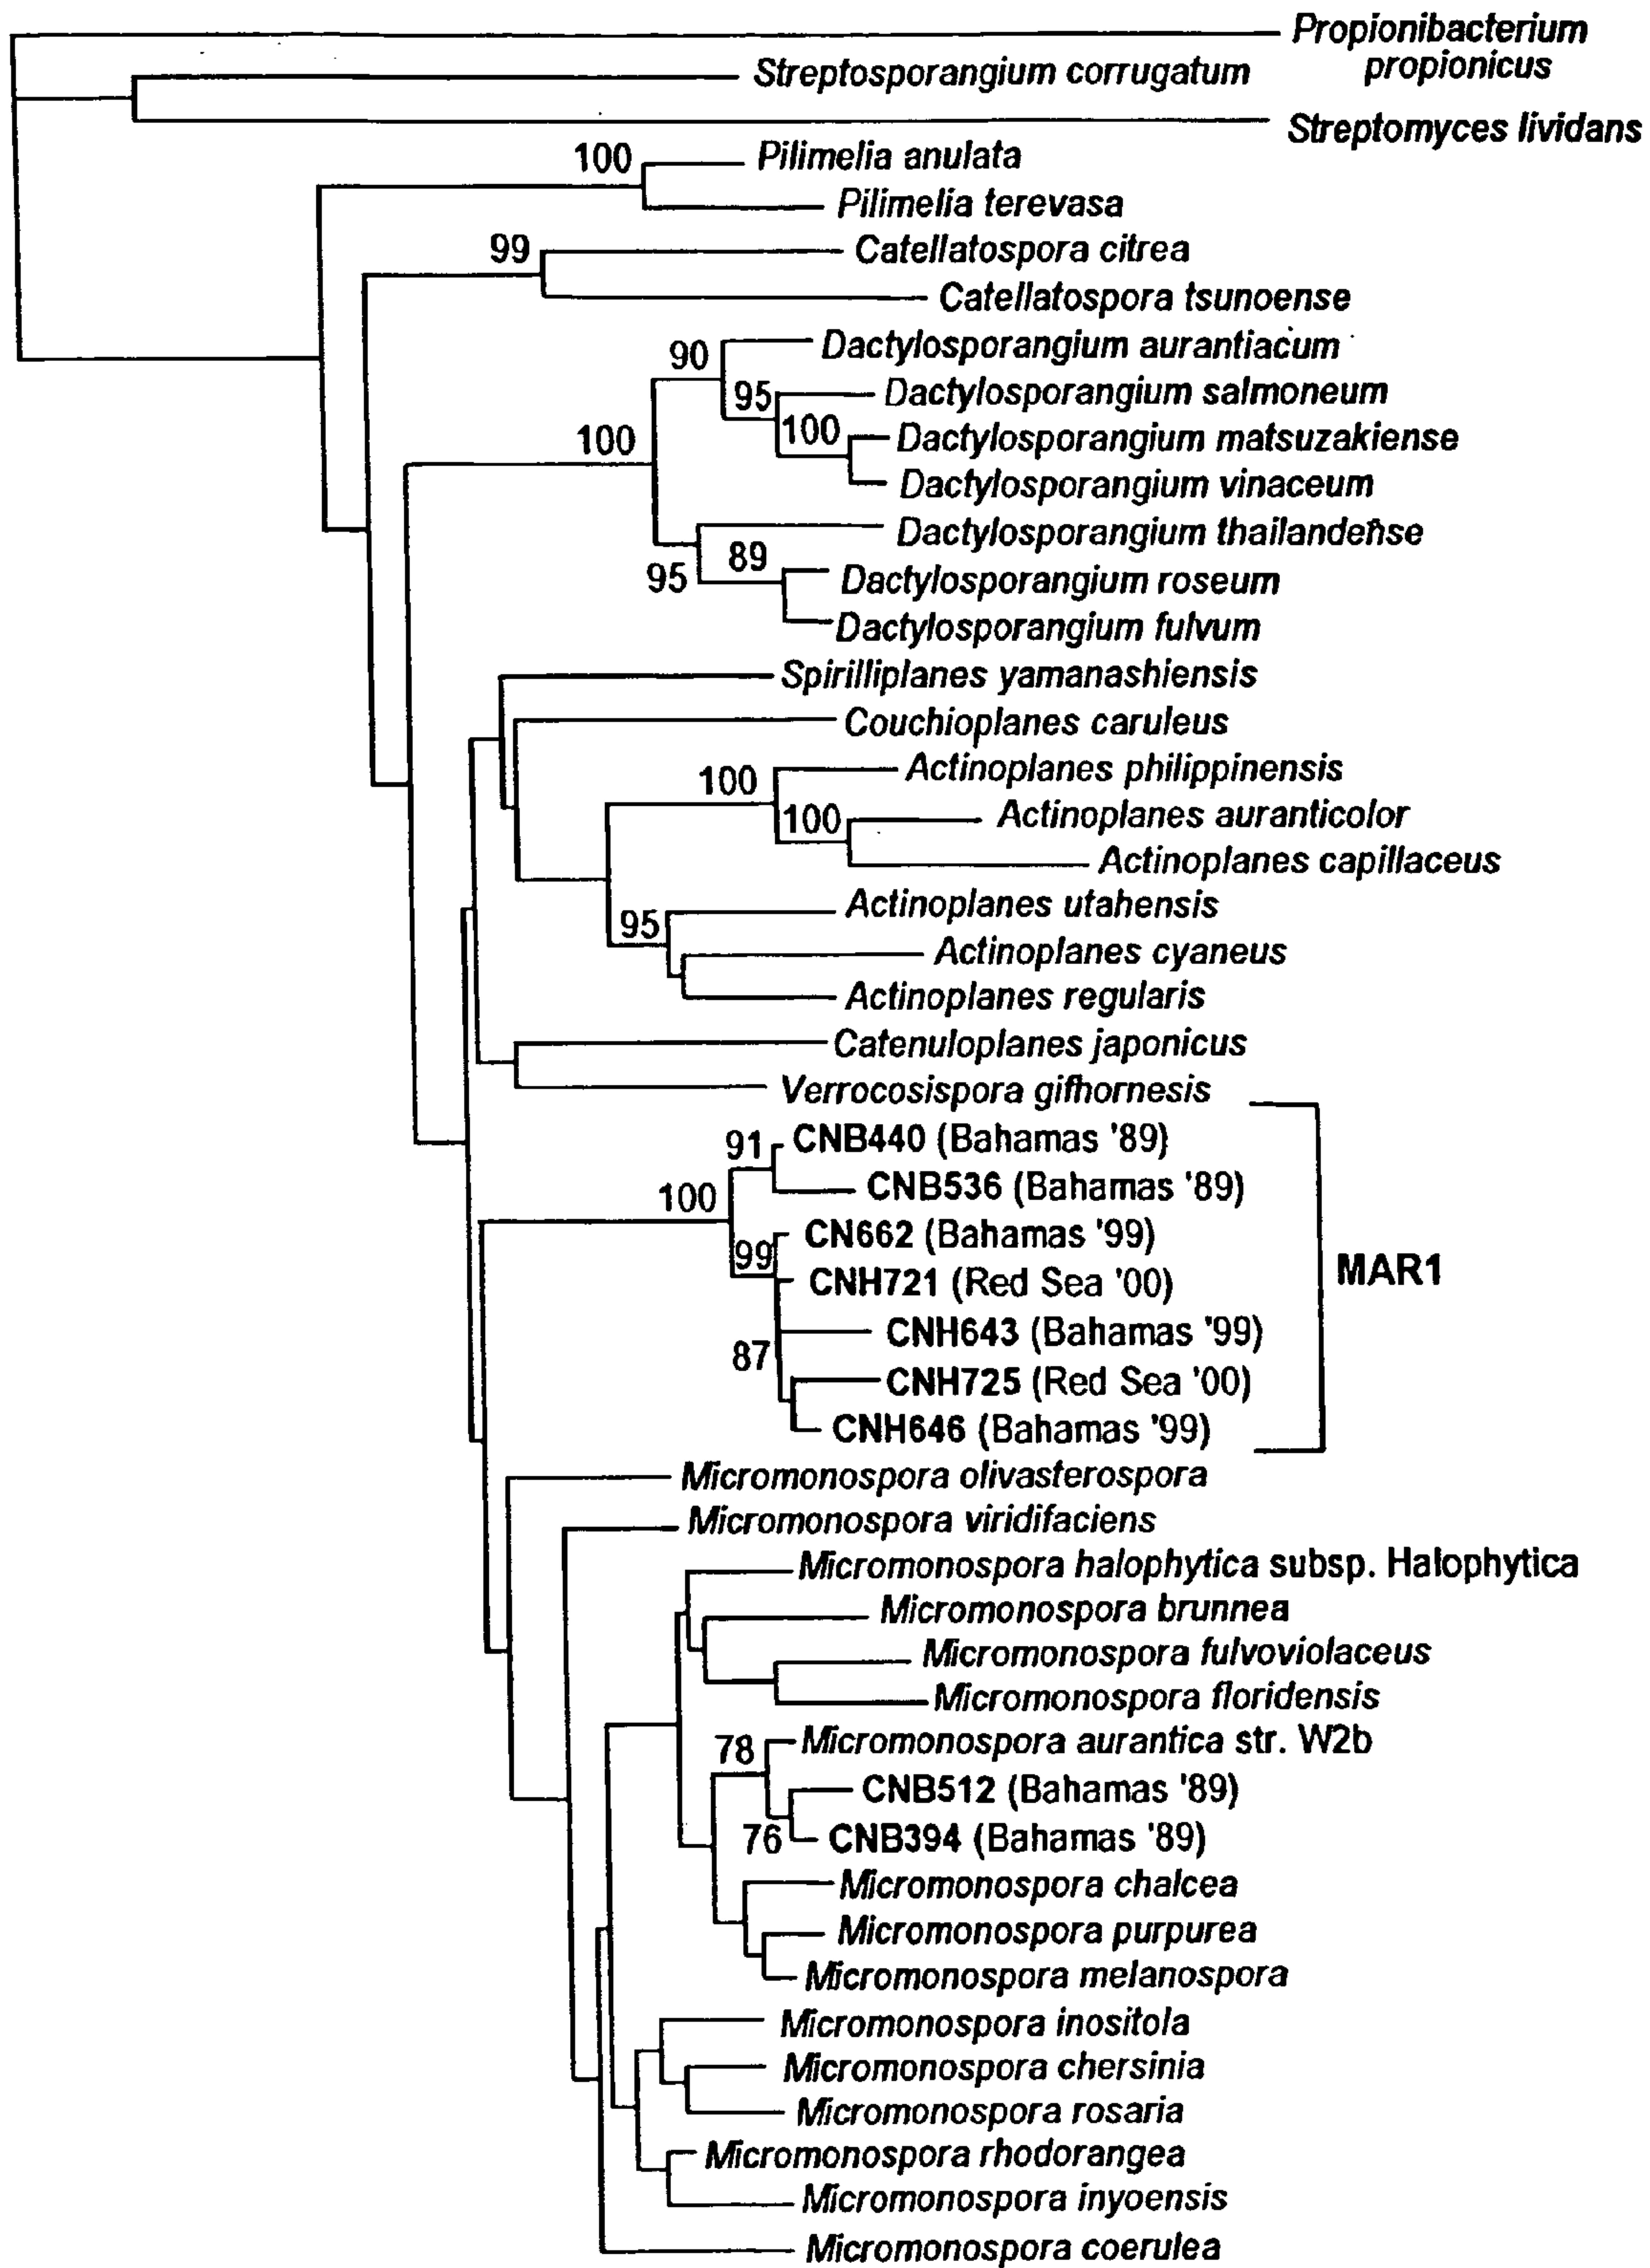 Propionibacterium
propionicus
Streptosporangium corrugatum
Streptomyces lividans
100
Pilimelia anulata
Pilimelia terevasa
99
Catellatospora citrea
Catellatospora tsunoense
90
Dactylosporangium aurantiacum
95
Dactylosporangium salmoneum
100
100
Dactylosporangium matsuzakiense
Dactylosporangium vinaceum
Dactylosporangium thailandense
89
95
Dactylosporangium roseum
Dactylosporangium fulvum
Spirilliplanes yamanashiensis
Couchioplanes caruleus
100
Actinoplanes philippinensis
100
Actinoplanes auranticolor
Actinoplanes capillaceus
Actinoplanes utahensis
95
Actinoplanes cyaneus
Actinoplanes regularis
Catenuloplanes japonicus
Verrocosispora gifhornesis
91
CNB440 (Bahamas '89)
100
CNB536 (Bahamas '89)
CN662 (Bahamas '99)
99
CNH721 (Red Sea '00)
MAR1
CNH643 (Bahamas '99)
87
CNH725 (Red Sea '00)
CNH646 (Bahamas '99)
Micromonospora olivasterospora
Micromonospora viridifaciens
Micromonospora halophytica subsp. Halophytica
Micromonospora brunnea
Micromonospora fulvoviolaceus
Micromonospora floridensis
78
Micromonospora aurantica str. W2b
CNB512 (Bahamas '89)
76
CNB394 (Bahamas '89)
Micromonospora chalcea
Micromonospora purpurea
Micromonospora melanospora
Micromonospora inositola
Micromonospora chersinia
Micromonospora rosaria
Micromonospora rhodorangea
Micromonospora inyoensis
Micromonospora coerulea